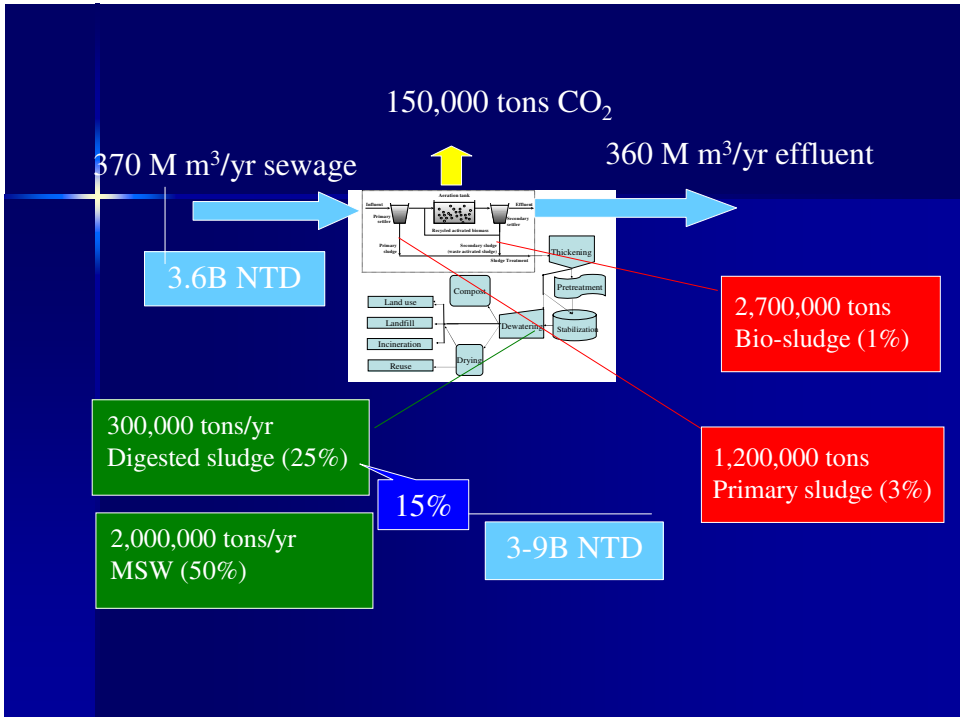 150,000 tons CO₂
370 M m³/yr sewage
360 M m³/yr effluent
3.6B NTD
Aeration tank
Influent
Effluent
Primary
settler
Secondary
settler
Recycled activated biomass
Primary
sludge
Secondary sludge
(waste activated sludge)
Sludge Treatment
Thickening
Pretreatment
Stabilization
Dewatering
Compost
Drying
Land use
Landfill
Incineration
Reuse
2,700,000 tons
Bio-sludge (1%)
300,000 tons/yr
Digested sludge (25%)
1,200,000 tons
Primary sludge (3%)
15%
2,000,000 tons/yr
MSW (50%)
3-9B NTD